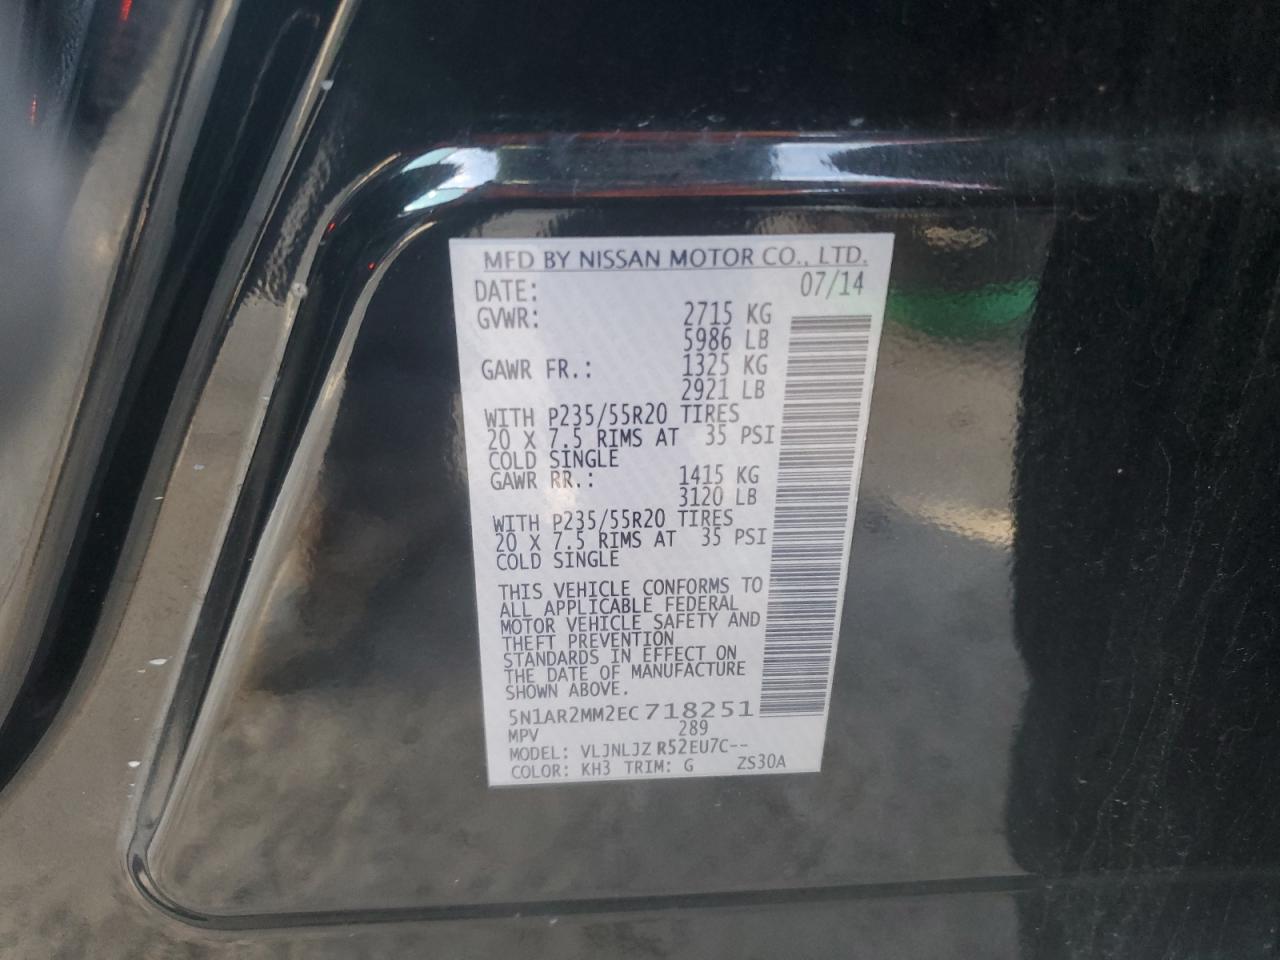 MFD BY NISSAN MOTOR CO., LTD.
DATE: 07/14
GVWR: 2715 KG
5986 LB
GAWR FR.: 1325 KG
2921 LB
WITH P235/55R20 TIRES
20 X 7.5 RIMS AT 35 PSI
COLD SINGLE
GAWR RR.: 1415 KG
3120 LB
WITH P235/55R20 TIRES
20 X 7.5 RIMS AT 35 PSI
COLD SINGLE
THIS VEHICLE CONFORMS TO
ALL APPLICABLE FEDERAL
MOTOR VEHICLE SAFETY AND
THEFT PREVENTION
STANDARDS IN EFFECT ON
THE DATE OF MANUFACTURE
SHOWN ABOVE.
5N1AR2MM2EC718251
MPV 289
MODEL: VLJNLJZ R52EU7C--
COLOR: KH3 TRIM: G ZS30A